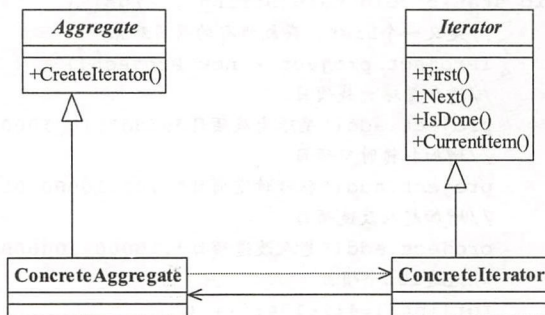 Aggregate
+CreateIterator()
Iterator
+First()
+Next()
+IsDone()
+CurrentItem()
ConcreteAggregate
ConcreteIterator